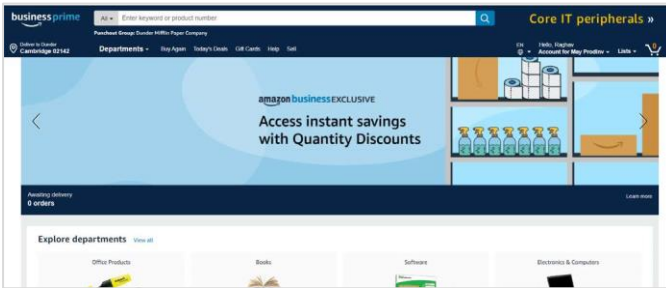 business prime
All
Enter keyword or product number
Core IT peripherals »
Punchout Group: Dunder Mifflin Paper Company
Deliver to Dunder
Cambridge 02142
Departments
Buy Again
Today's Deals
Gift Cards
Help
Sell
EN
Hello, Raghav
Account for May Prodinv
Lists
0
amazon business EXCLUSIVE
Access instant savings
with Quantity Discounts
Awaiting delivery
0 orders
Learn more
Explore departments
View all
Office Products
Books
Software
Electronics & Computers